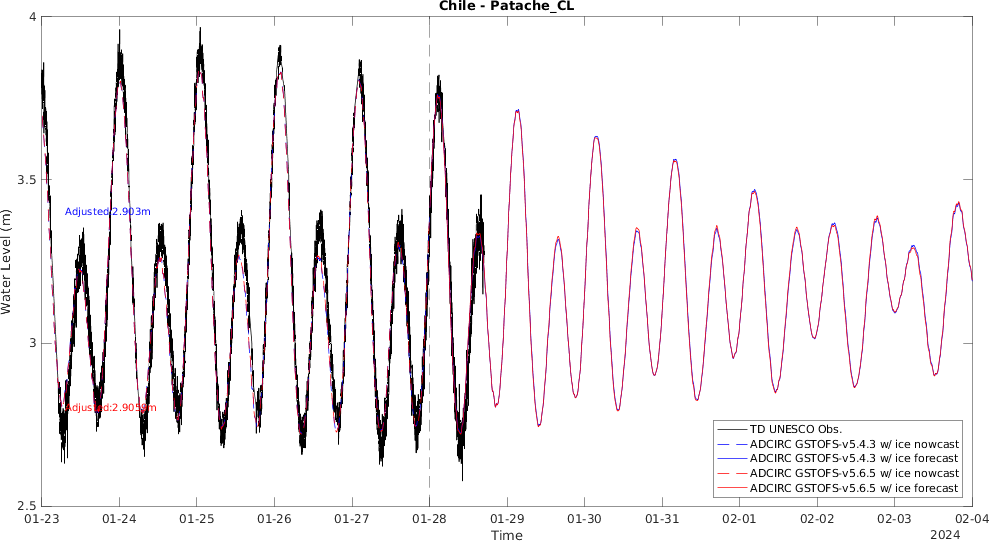 Chile - Patache_CL
4
3.5
3
2.5
Water Level (m)
Adjusted:2.903m
Adjusted:2.9059m
TD UNESCO Obs.
ADCIRC GSTOFS-v5.4.3 w/ ice nowcast
ADCIRC GSTOFS-v5.4.3 w/ ice forecast
ADCIRC GSTOFS-v5.6.5 w/ ice nowcast
ADCIRC GSTOFS-v5.6.5 w/ ice forecast
01-23 01-24 01-25 01-26 01-27 01-28 01-29 01-30 01-31 02-01 02-02 02-03 02-04
Time
2024